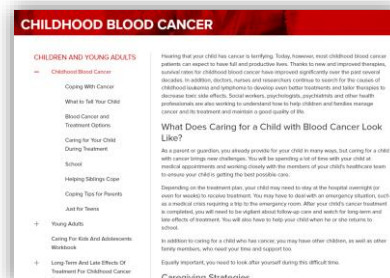 CHILDHOOD BLOOD CANCER
CHILDREN AND YOUNG ADULTS
– Childhood Blood Cancer
Coping With Cancer
What to Tell Your Child
Blood Cancer and
Treatment Options
Caring for Your Child
During Treatment
School
Helping Siblings Cope
Coping Tips for Parents
Just for Teens
+ Young Adults
Caring For Kids And Adolescents
Workbook
+ Long-Term And Late Effects Of
Treatment For Childhood Cancer
Hearing that your child has cancer is terrifying. Today, however, most childhood blood cancer
patients can expect to have full and productive lives. Thanks to new and improved therapies,
survival rates for childhood blood cancer have improved significantly over the past several
decades. In addition, doctors, nurses and researchers continue to search for the causes of
childhood leukemia and lymphoma to develop even better treatments and tailor therapies to
decrease toxic side effects. Social workers, psychologists, psychiatrists and other health
professionals are also working to understand how to help children and families manage
cancer and its treatment and maintain a good quality of life.
What Does Caring for a Child with Blood Cancer Look
Like?
As a parent or guardian, you already provide for your child in many ways, but caring for a child
with cancer brings new challenges. You will be spending a lot of time with your child at
medical appointments and working closely with the members of your child's healthcare team
to ensure your child is getting the best possible care.
Depending on the treatment plan, your child may need to stay at the hospital overnight (or
even for weeks) to receive treatment. You may have to deal with an emergency situation, such
as a medical crisis requiring a trip to the emergency room. After your child's cancer treatment
is completed, you will need to be vigilant about follow-up care and watch for long-term and
late effects of treatment. You will also have to help your child when he or she returns to
school.
In addition to caring for a child who has cancer, you may have other children, as well as other
family members, who need your time and support too.
Equally important, you need to look after yourself during this difficult time.
Caregiving Strategies